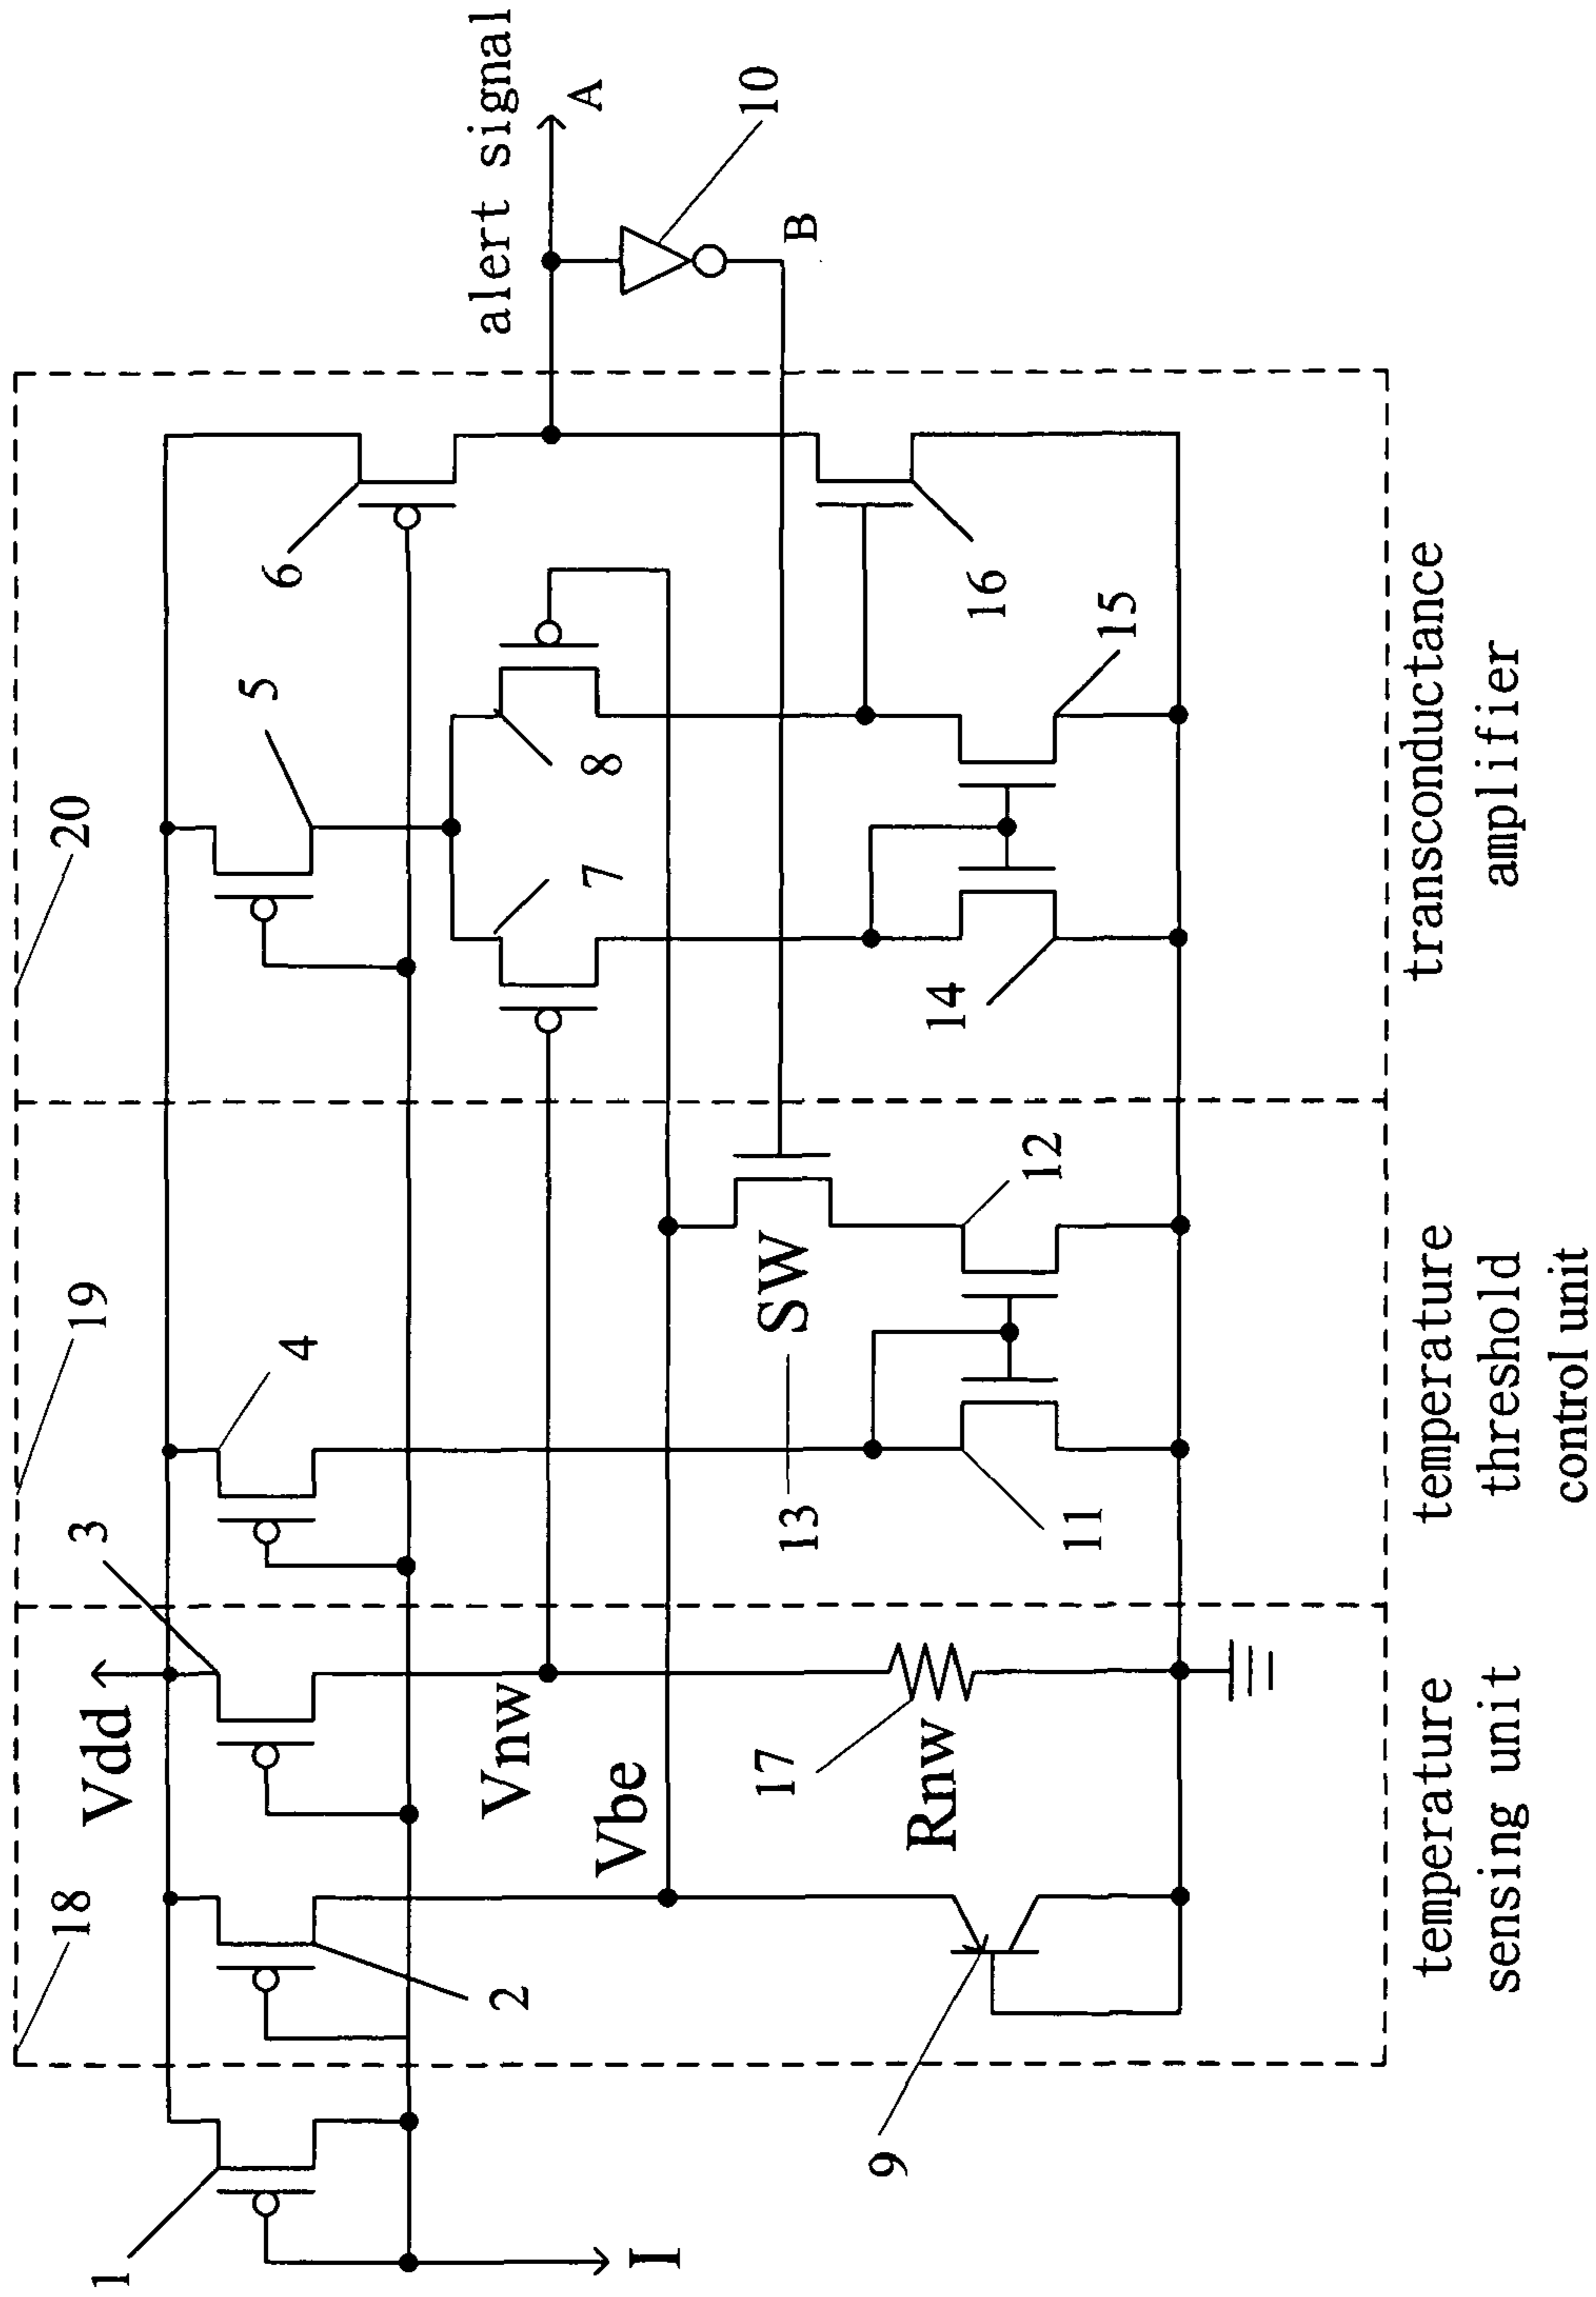 20
19
18
alert signal
A
10
B
6
5
8
7
16
15
14
3
4
Vdd
Vnw
Vbe
SW
13
12
11
17
Rnw
2
9
1
I
temperature
sensing unit
temperature
threshold
control unit
transconductance
amplifier